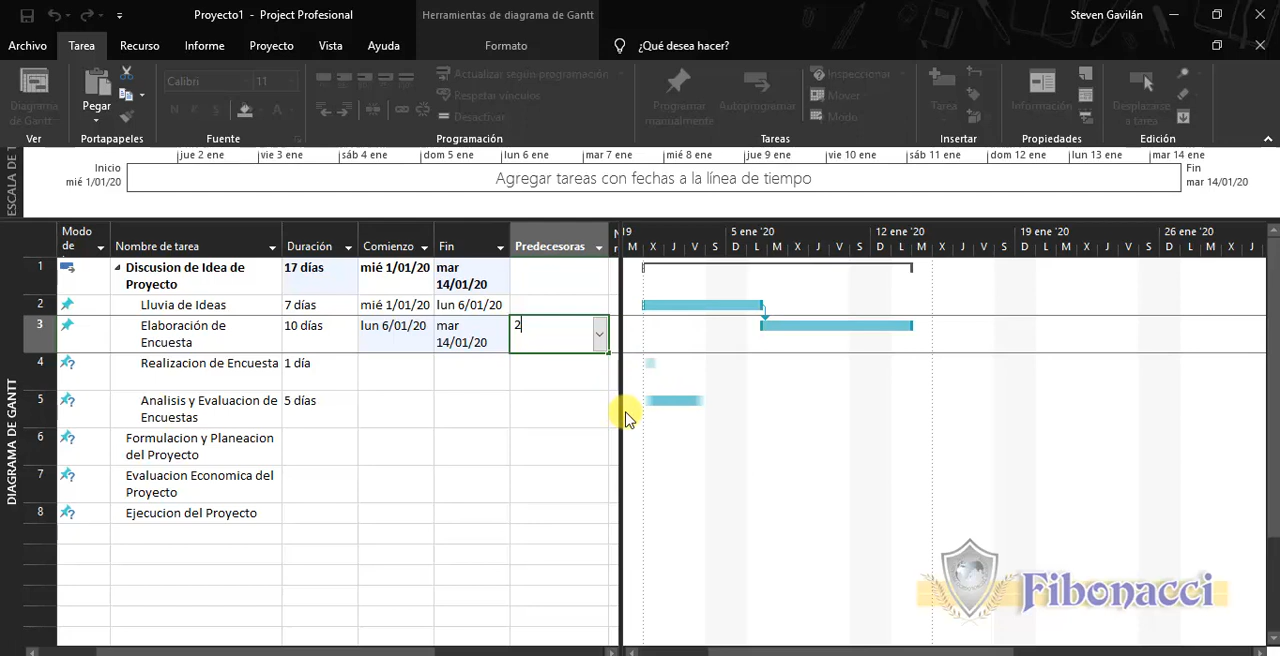 Proyecto1 - Project Profesional
Herramientas de diagrama de Gantt
Steven Gavilán
Archivo
Tarea
Recurso
Informe
Proyecto
Vista
Ayuda
Formato
¿Qué desea hacer?
Diagrama
de Gantt
Ver
Pegar
Portapapeles
Calibri
11
N K S
A
Fuente
Actualizar según programación
Respetar vínculos
Desactivar
Programación
Programar
manualmente
Autoprogramar
Inspeccionar
Mover
Modo
Tareas
Tarea
Insertar
Información
Propiedades
Desplazarse
a tarea
Edición
ESCALA DE T
jue 2 ene
vie 3 ene
sáb 4 ene
dom 5 ene
lun 6 ene
mar 7 ene
mié 8 ene
jue 9 ene
vie 10 ene
sáb 11 ene
dom 12 ene
lun 13 ene
mar 14 ene
Inicio
mié 1/01/20
Agregar tareas con fechas a la línea de tiempo
Fin
mar 14/01/20
DIAGRAMA DE GANTT
Modo
de
Nombre de tarea
Duración
Comienzo
Fin
Predecesoras
N
r
19
5 ene '20
12 ene '20
19 ene '20
26 ene '20
M X J V S D L M X J V S D L M X J V S D L M X J V S D L M X J
1
Discusion de Idea de
Proyecto
17 días
mié 1/01/20
mar
14/01/20
2
Lluvia de Ideas
7 días
mié 1/01/20
lun 6/01/20
3
Elaboración de
Encuesta
10 días
lun 6/01/20
mar
14/01/20
2
4
Realizacion de Encuesta
1 día
5
Analisis y Evaluacion de
Encuestas
5 días
6
Formulacion y Planeacion
del Proyecto
7
Evaluacion Economica del
Proyecto
8
Ejecucion del Proyecto
Fibonacci